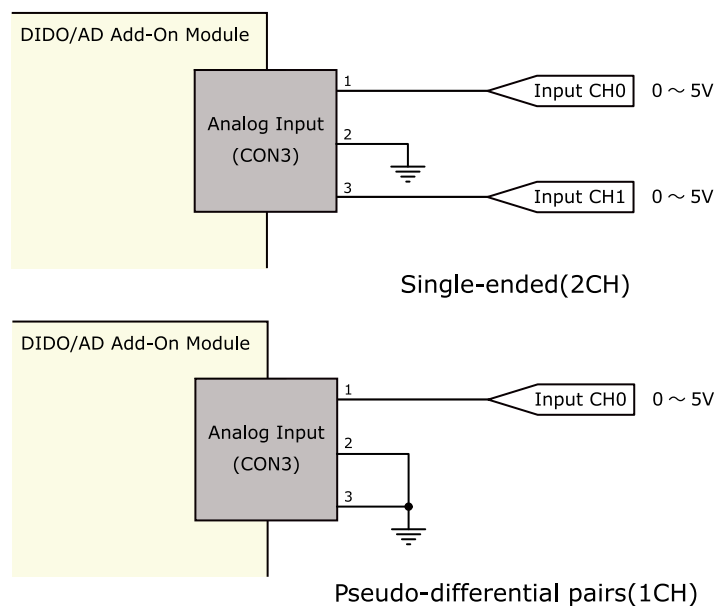 DIDO/AD Add-On Module
Analog Input
(CON3)
1
Input CH0
0 ～ 5V
2
3
Input CH1
0 ～ 5V
Single-ended(2CH)
DIDO/AD Add-On Module
Analog Input
(CON3)
1
Input CH0
0 ～ 5V
2
3
Pseudo-differential pairs(1CH)